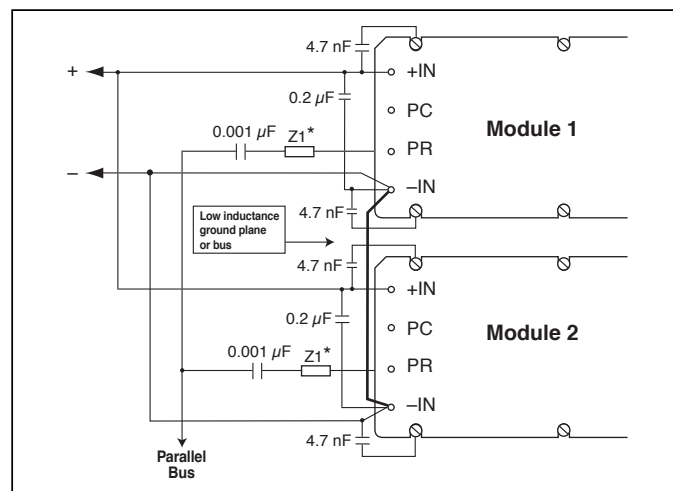 4.7 nF
+
+IN
0.2 µF
PC
Module 1
0.001 µF
Z1*
PR
–
–IN
4.7 nF
Low inductance
ground plane
or bus
4.7 nF
+IN
0.2 µF
PC
Module 2
0.001 µF
Z1*
PR
–IN
4.7 nF
Parallel
Bus